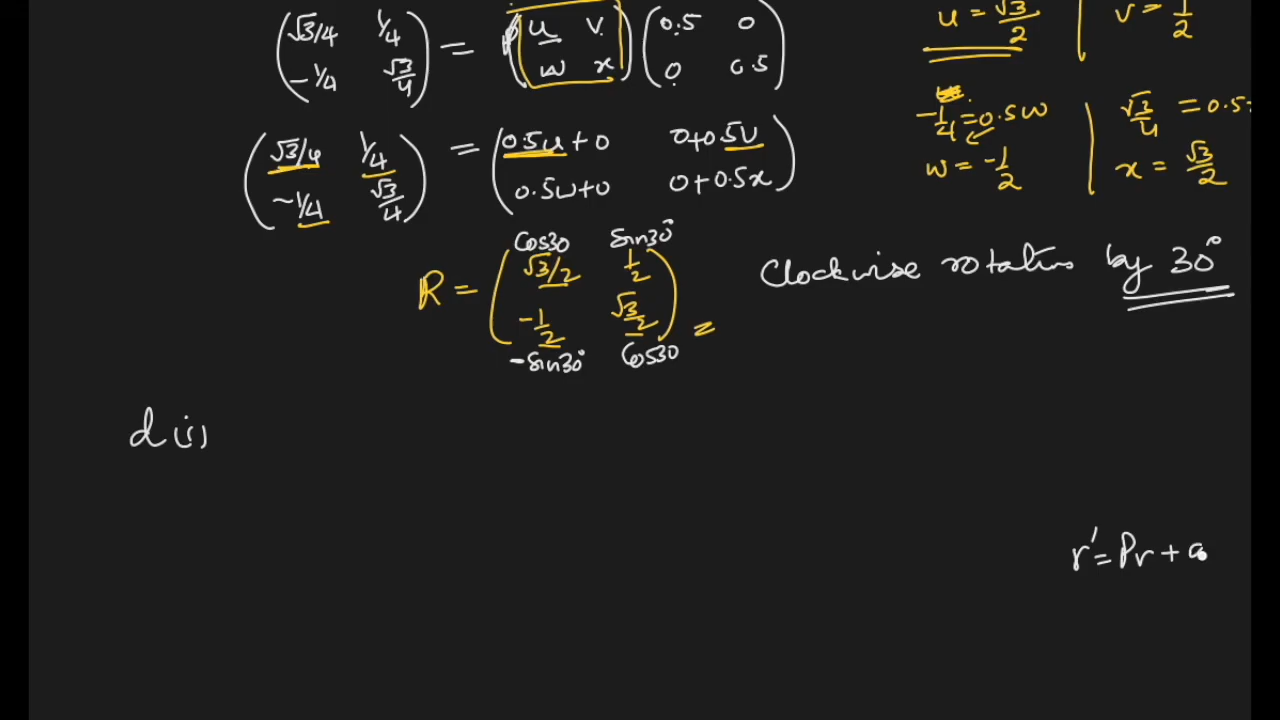 (√3/4 1/4) = (u v) (0.5 0)
(-1/4 √3/4) (w x) (0 0.5)
u = √3/2 | v = 1/2
-1/4 = 0.5w | √3/4 = 0.5
w = -1/2 | x = √3/2
(√3/4 1/4) = (0.5u+0 0+0.5v)
(-1/4 √3/4) (0.5w+0 0+0.5x)
Cos30 Sin30°
R = (√3/2 1/2) Clockwise rotation by 30°
(-1/2 √3/2) =
-Sin30° Cos30
d (i)
r' = Pr + a